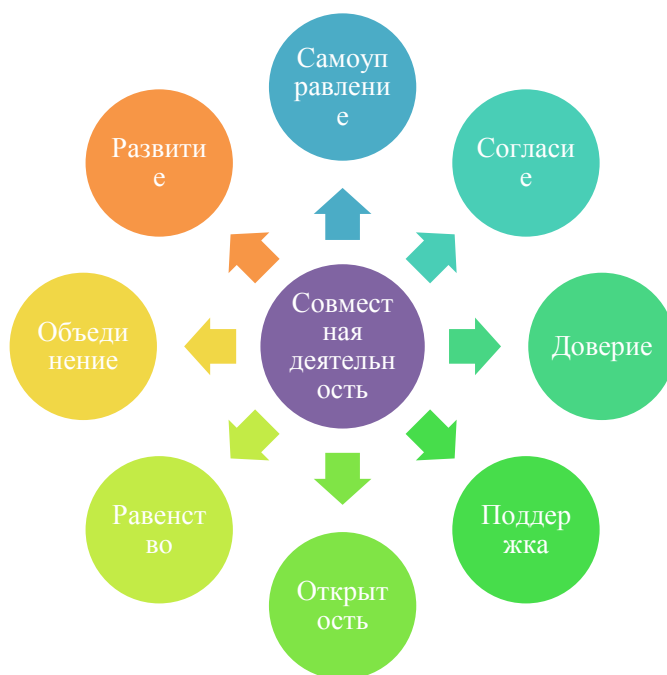 Самоуп
равлени
е
Согласи
е
Доверие
Поддер
жка
Открыт
ость
Равенст
во
Объеди
нение
Развити
е
Совмест
ная
деятельн
ость